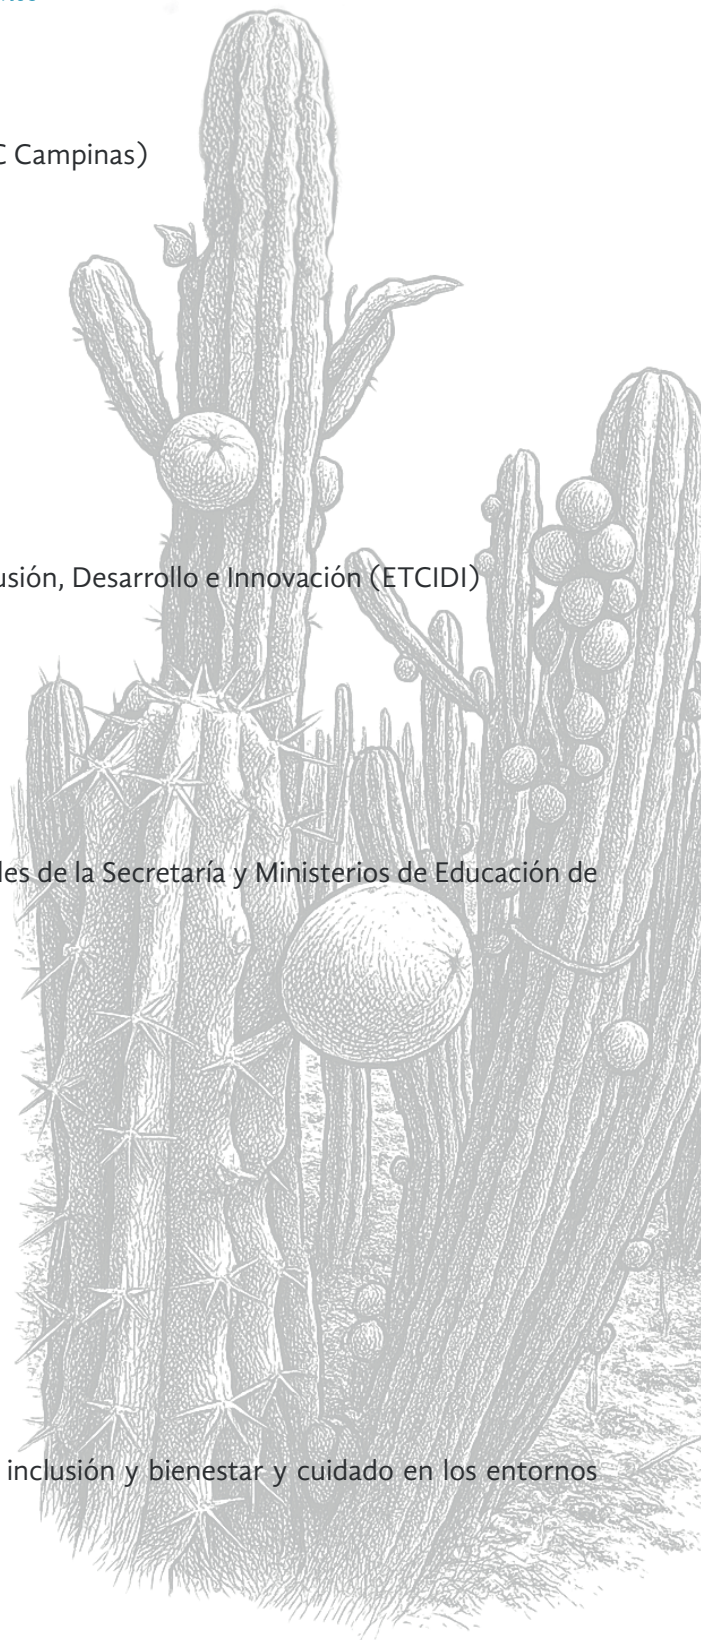 C Campinas)
usión, Desarrollo e Innovación (ETCIDI)
les de la Secretaría y Ministerios de Educación de
inclusión y bienestar y cuidado en los entornos